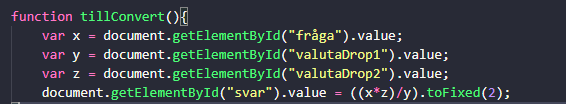 function tillConvert(){
var x = document.getElementById("fråga").value;
var y = document.getElementById("valutaDrop1").value;
var z = document.getElementById("valutaDrop2").value;
document.getElementById("svar").value = ((x*z)/y).toFixed(2);